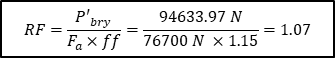 RF = P'bry / Fa × ff = 94633.97 N / 76700 N × 1.15 = 1.07